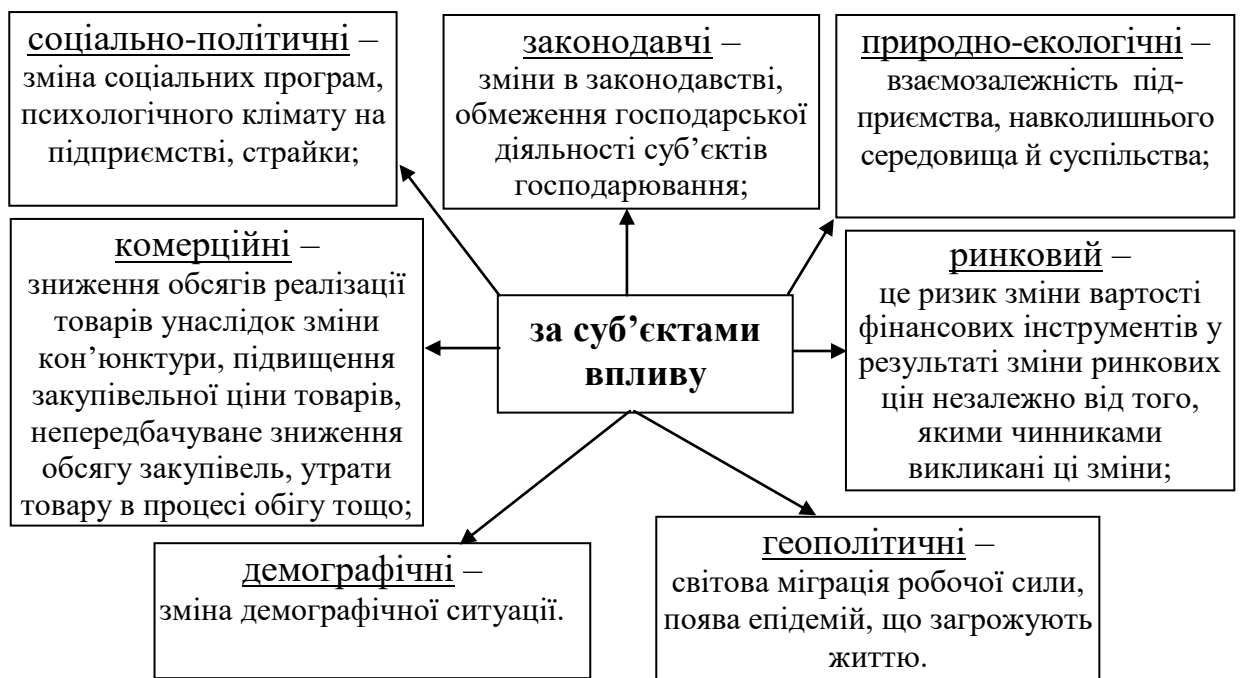 соціально-політичні –
зміна соціальних програм,
психологічного клімату на
підприємстві, страйки;
законодавчі –
зміни в законодавстві,
обмеження господарської
діяльності суб’єктів
господарювання;
природно-екологічні –
взаємозалежність під-
приємства, навколишнього
середовища й суспільства;
комерційні –
зниження обсягів реалізації
товарів унаслідок зміни
кон’юнктури, підвищення
закупівельної ціни товарів,
непередбачуване зниження
обсягу закупівель, утрати
товару в процесі обігу тощо;
за суб’єктами
впливу
ринковий –
це ризик зміни вартості
фінансових інструментів у
результаті зміни ринкових
цін незалежно від того,
якими чинниками
викликані ці зміни;
демографічні –
зміна демографічної ситуації.
геополітичні –
світова міграція робочої сили,
поява епідемій, що загрожують
життю.